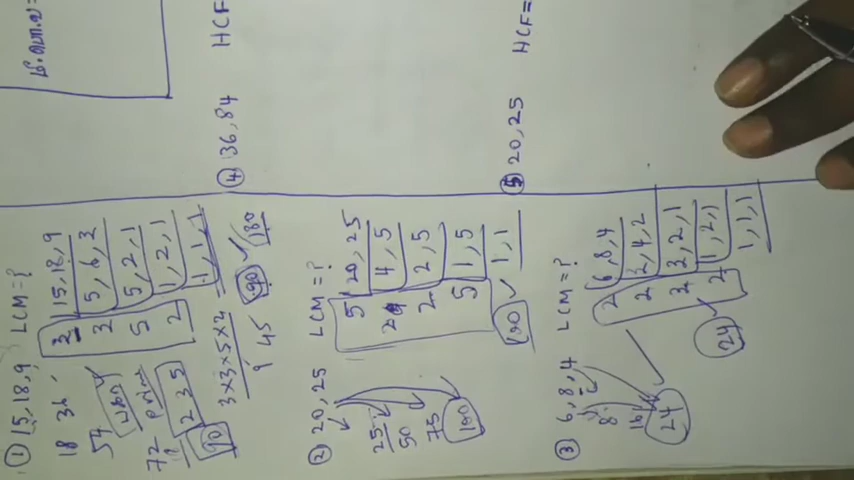 ① 15, 18, 9 LCM = ?
18 36
54
72
90
2 3 5
3 | 15, 18, 9
3 | 5, 6, 3
5 | 5, 2, 1
2 | 1, 2, 1
1, 1, 1
3×3×5×2
9 45
90 180
② 20, 25 LCM = ?
25
50
75
100
5 | 20, 25
2 | 4, 5
2 | 2, 5
5 | 1, 5
1, 1
100
③ 6, 8, 4 LCM = ?
8
16
24
2 | 6, 8, 4
2 | 3, 4, 2
3 | 3, 2, 1
2 | 1, 2, 1
1, 1, 1
24
④ 36, 84 HCF =
⑤ 20, 25 HCF =